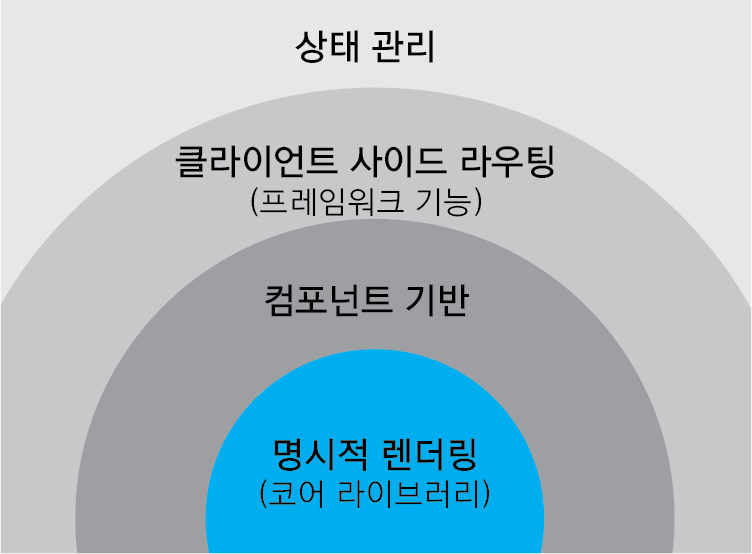 상태 관리
클라이언트 사이드 라우팅
(프레임워크 기능)
컴포넌트 기반
명시적 렌더링
(코어 라이브러리)